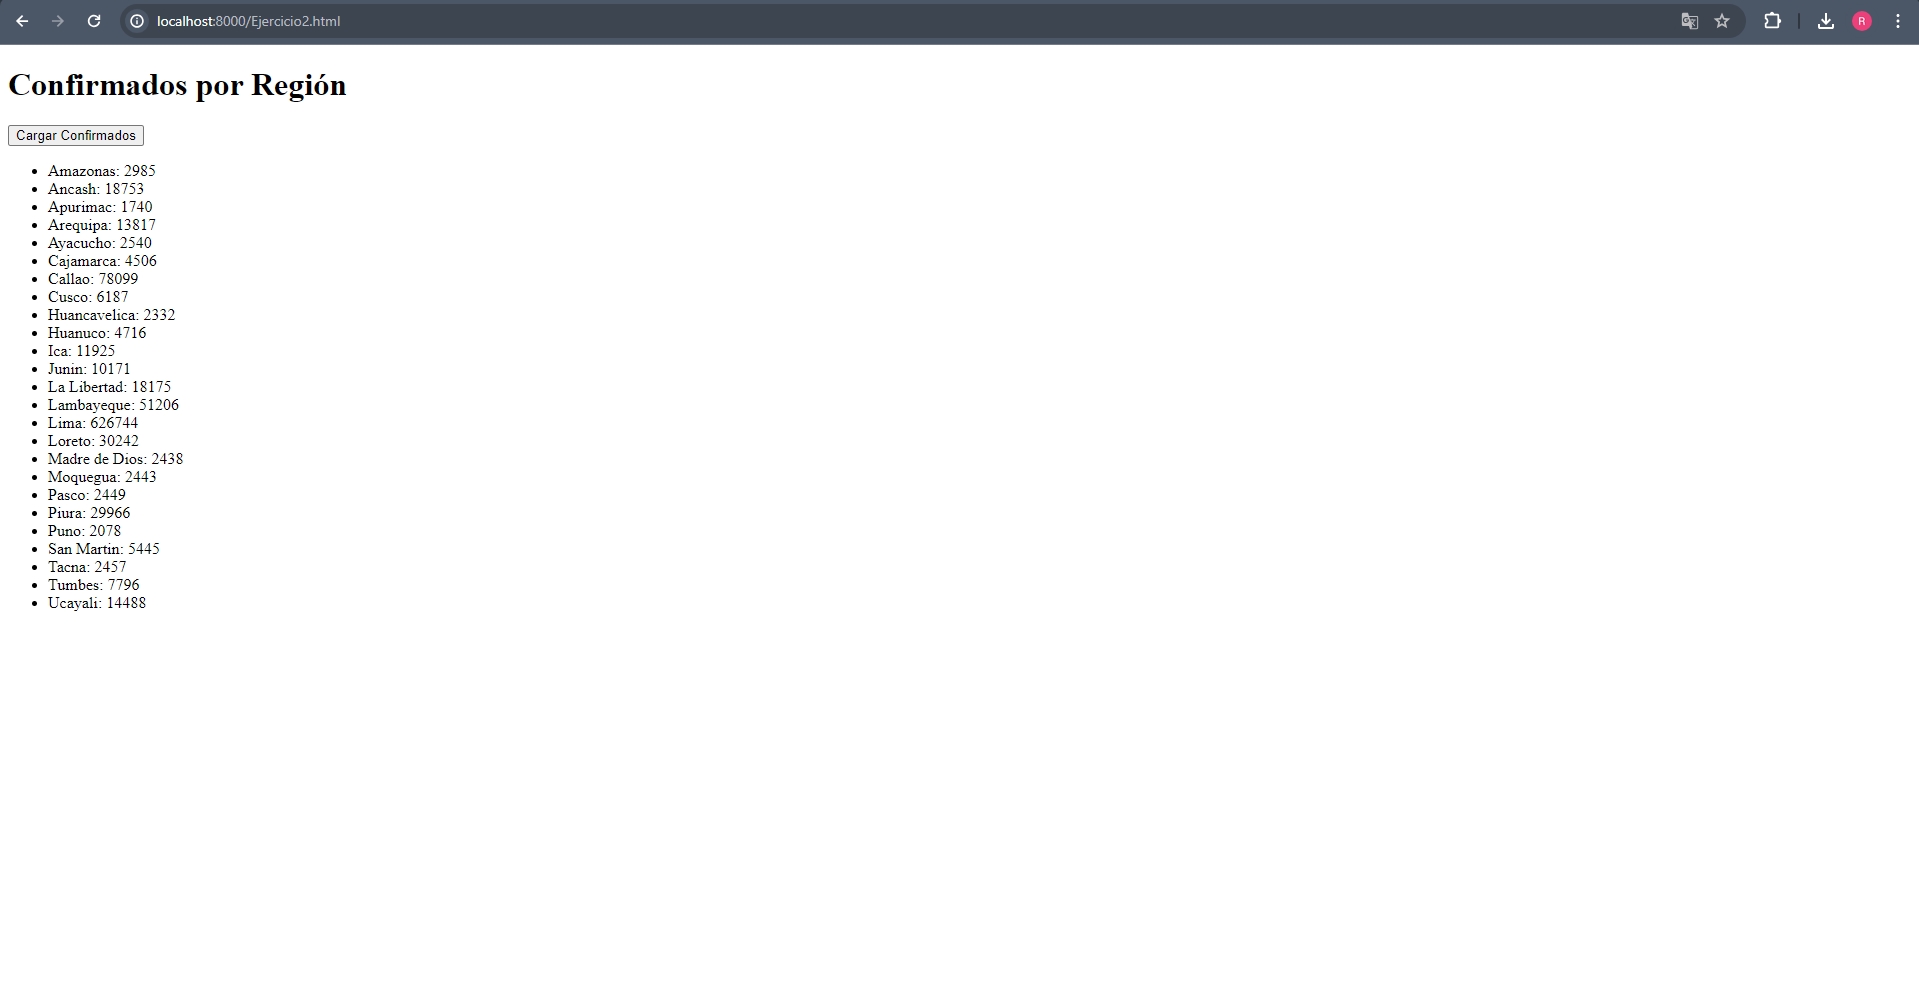 localhost:8000/Ejercicio2.html
R
Confirmados por Región
Cargar Confirmados
Amazonas: 2985
Ancash: 18753
Apurimac: 1740
Arequipa: 13817
Ayacucho: 2540
Cajamarca: 4506
Callao: 78099
Cusco: 6187
Huancavelica: 2332
Huanuco: 4716
Ica: 11925
Junin: 10171
La Libertad: 18175
Lambayeque: 51206
Lima: 626744
Loreto: 30242
Madre de Dios: 2438
Moquegua: 2443
Pasco: 2449
Piura: 29966
Puno: 2078
San Martin: 5445
Tacna: 2457
Tumbes: 7796
Ucayali: 14488